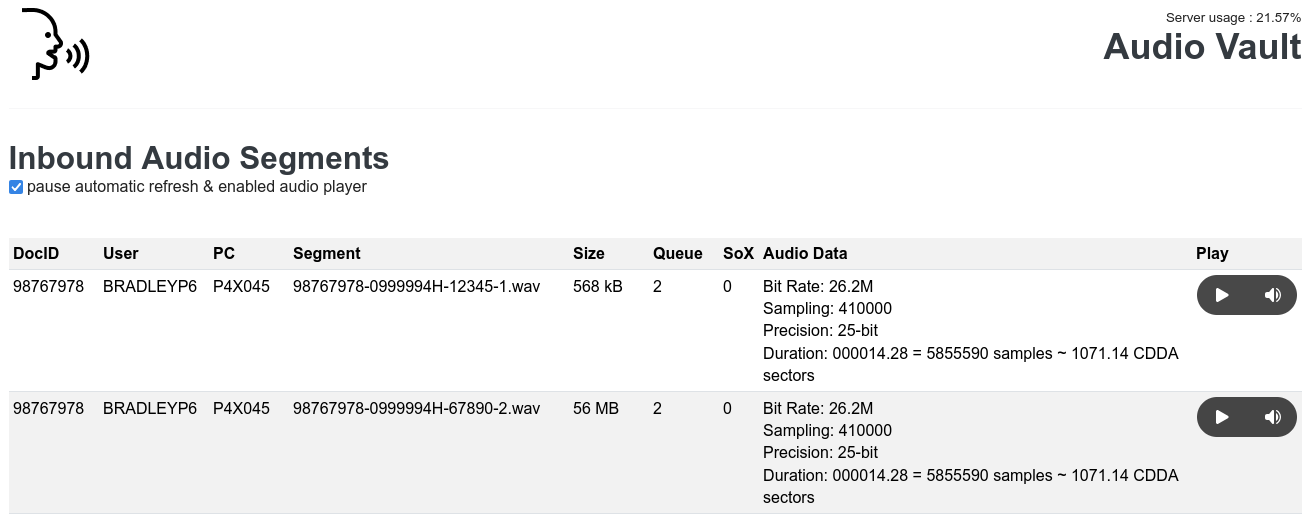 Server usage : 21.57%
Audio Vault
Inbound Audio Segments
pause automatic refresh & enabled audio player
DocID User PC Segment Size Queue SoX Audio Data Play
98767978 BRADLEYP6 P4X045 98767978-0999994H-12345-1.wav 568 kB 2 0 Bit Rate: 26.2M
Sampling: 410000
Precision: 25-bit
Duration: 000014.28 = 5855590 samples ~ 1071.14 CDDA
sectors
98767978 BRADLEYP6 P4X045 98767978-0999994H-67890-2.wav 56 MB 2 0 Bit Rate: 26.2M
Sampling: 410000
Precision: 25-bit
Duration: 000014.28 = 5855590 samples ~ 1071.14 CDDA
sectors